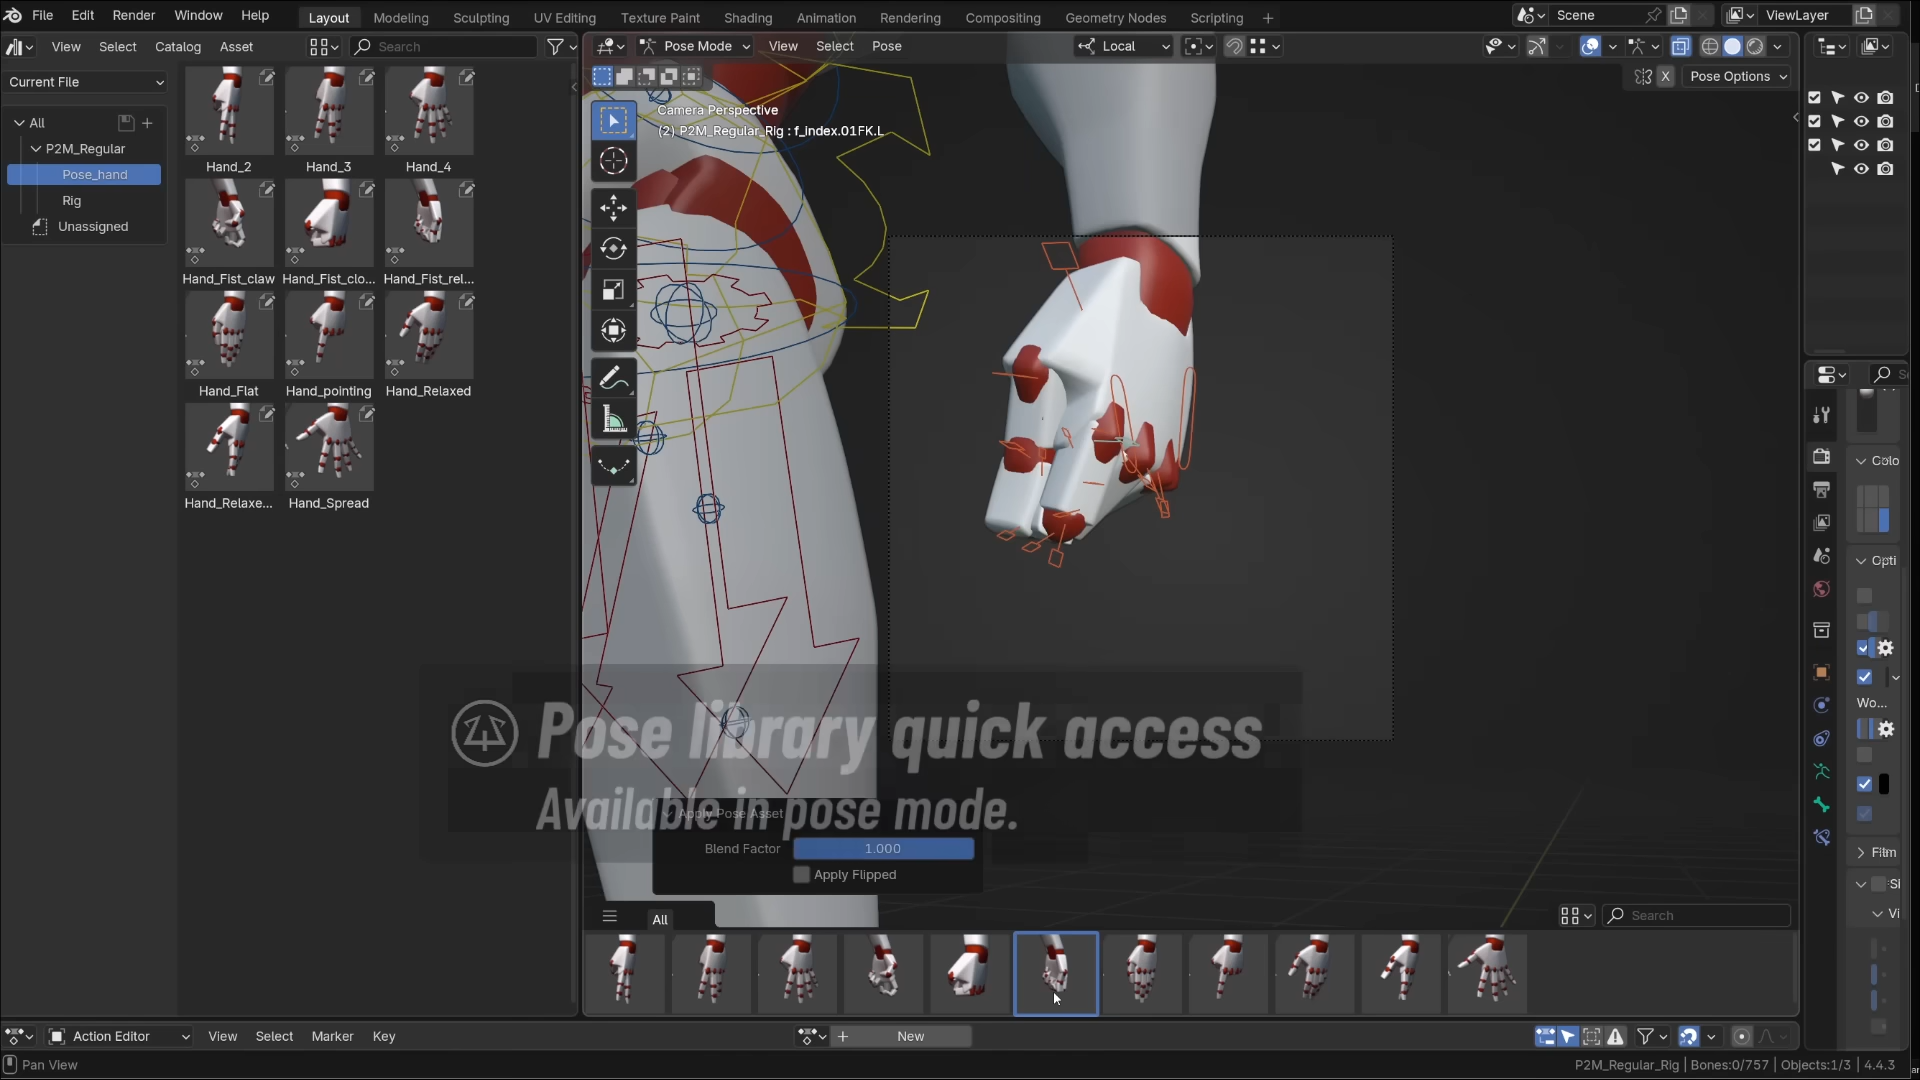 File Edit Render Window Help
Layout Modeling Sculpting UV Editing Texture Paint Shading Animation Rendering Compositing Geometry Nodes Scripting
Scene
ViewLayer
View Select Catalog Asset
Search
Pose Mode View Select Pose
Local
X Pose Options
Current File
All
P2M_Regular
Pose_hand
Rig
Unassigned
Hand_2 Hand_3 Hand_4
Hand_Fist_claw Hand_Fist_clo... Hand_Fist_rel...
Hand_Flat Hand_pointing Hand_Relaxed
Hand_Relaxe... Hand_Spread
Camera Perspective
(2) P2M_Regular_Rig : f_index.01FK.L
Colo
Opti
Wo...
Film
Vi
Pose library quick access
Available in pose mode.
Apply Pose Asset
Blend Factor 1.000
Apply Flipped
All
Search
Action Editor View Select Marker Key
New
Pan View
P2M_Regular_Rig | Bones:0/757 | Objects:1/3 | 4.4.3